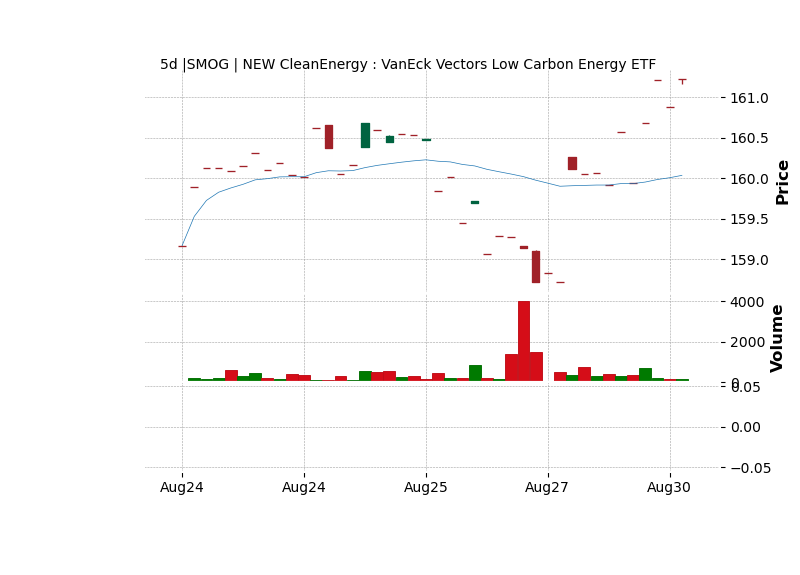 5d |SMOG | NEW CleanEnergy : VanEck Vectors Low Carbon Energy ETF
161.0
160.5
160.0
159.5
159.0
Price
4000
2000
0
Volume
0.05
0.00
−0.05
Aug24 Aug24 Aug25 Aug27 Aug30